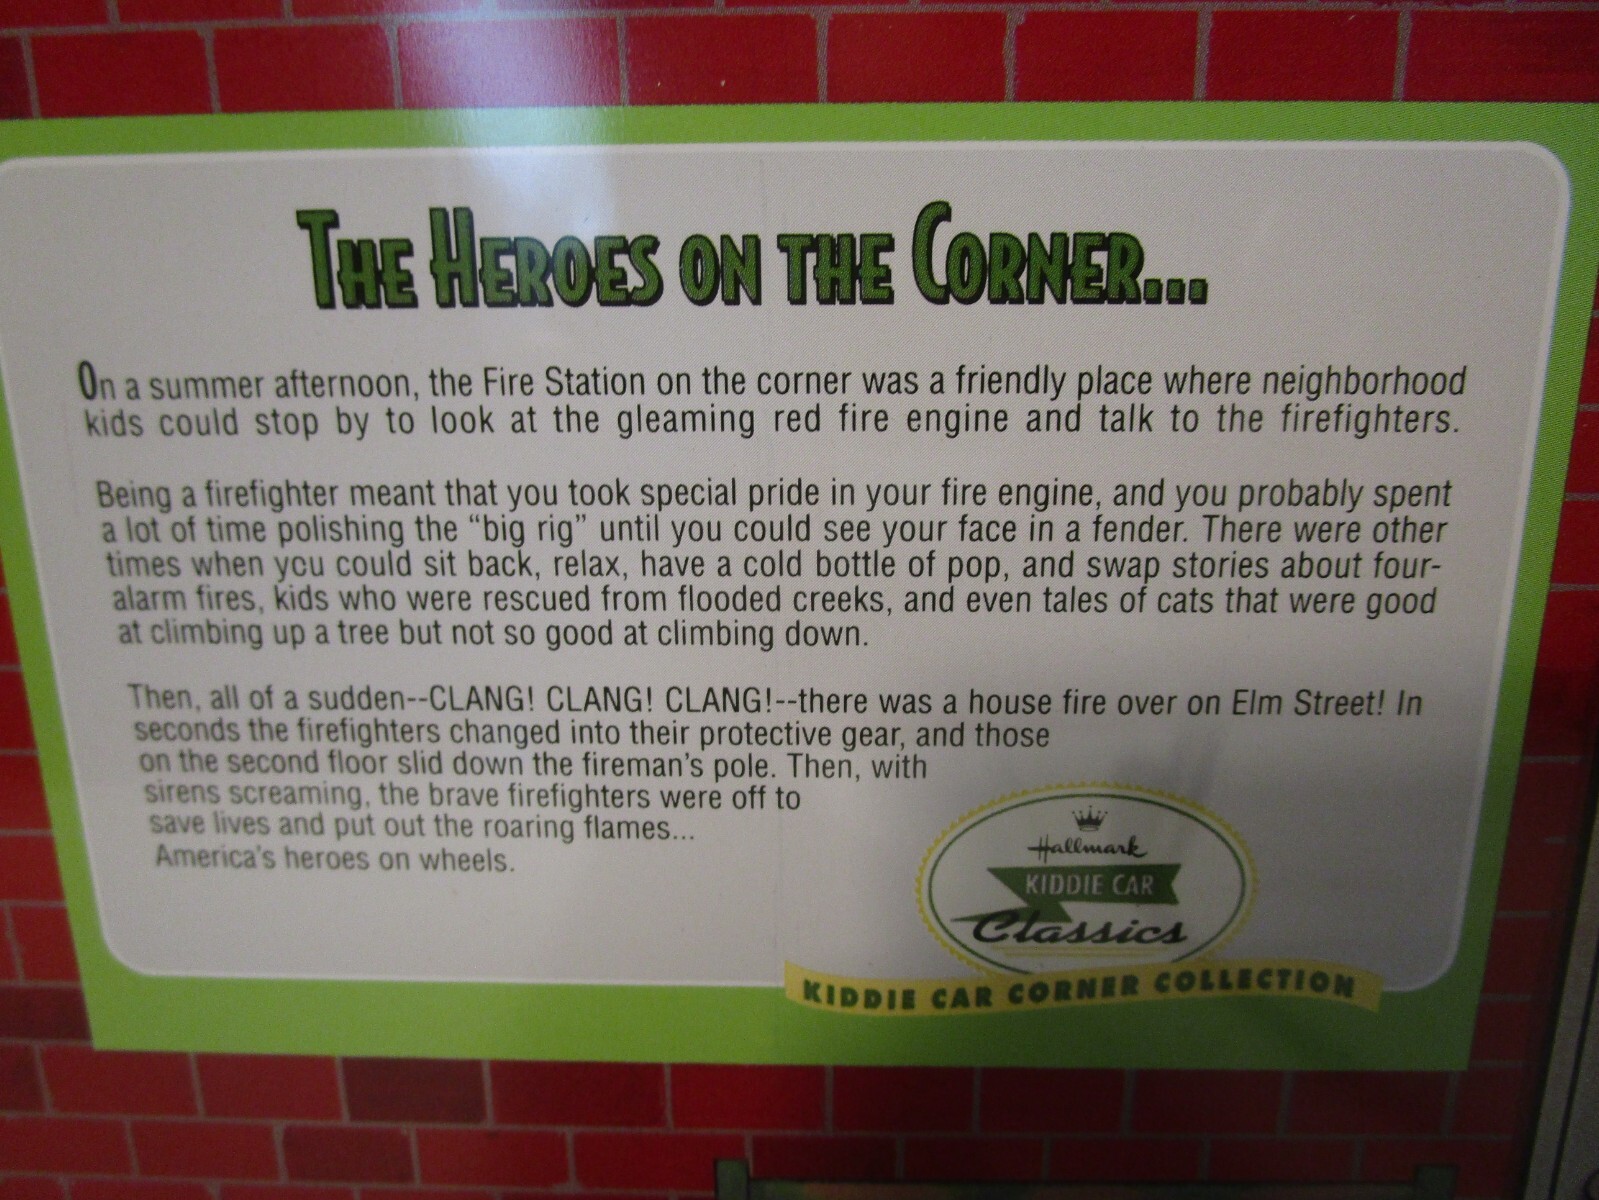 THE HEROES ON THE CORNER...
On a summer afternoon, the Fire Station on the corner was a friendly place where neighborhood
kids could stop by to look at the gleaming red fire engine and talk to the firefighters.
Being a firefighter meant that you took special pride in your fire engine, and you probably spent
a lot of time polishing the “big rig” until you could see your face in a fender. There were other
times when you could sit back, relax, have a cold bottle of pop, and swap stories about four-
alarm fires, kids who were rescued from flooded creeks, and even tales of cats that were good
at climbing up a tree but not so good at climbing down.
Then, all of a sudden--CLANG! CLANG! CLANG!--there was a house fire over on Elm Street! In
seconds the firefighters changed into their protective gear, and those
on the second floor slid down the fireman's pole. Then, with
sirens screaming, the brave firefighters were off to
save lives and put out the roaring flames...
America's heroes on wheels.
Hallmark
KIDDIE CAR
Classics
KIDDIE CAR CORNER COLLECTION